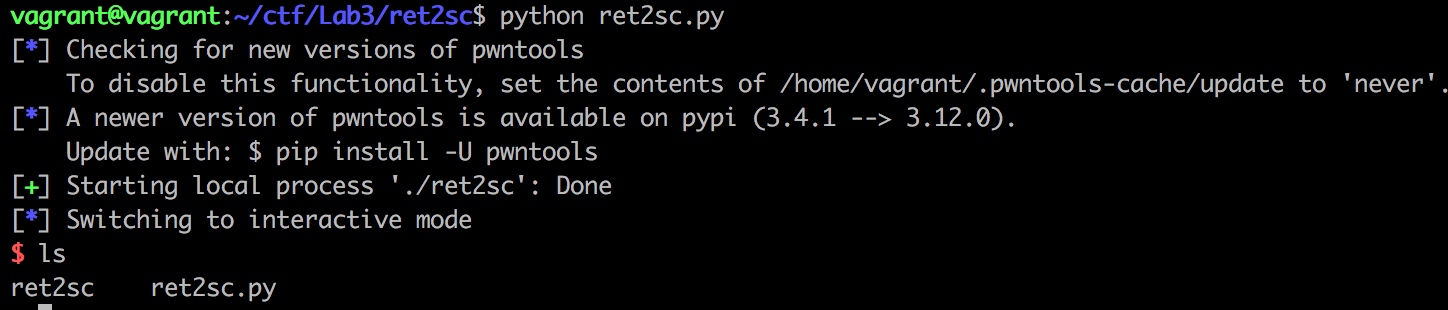 vagrant@vagrant:~/ctf/Lab3/ret2sc$ python ret2sc.py
[*] Checking for new versions of pwntools
    To disable this functionality, set the contents of /home/vagrant/.pwntools-cache/update to 'never'.
[*] A newer version of pwntools is available on pypi (3.4.1 --> 3.12.0).
    Update with: $ pip install -U pwntools
[+] Starting local process './ret2sc': Done
[*] Switching to interactive mode
$ ls
ret2sc    ret2sc.py